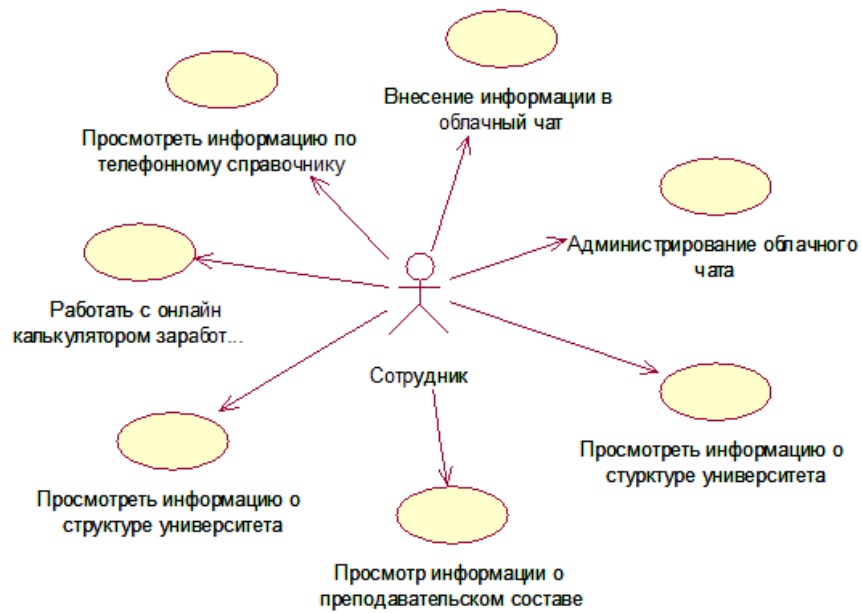 Внесение информации в
облачный чат
Просмотреть информацию по
телефонному справочнику
Администрирование облачного
чата
Работать с онлайн
калькулятором заработ...
Сотрудник
Просмотреть информацию о
стурктуре университета
Просмотреть информацию о
структуре университета
Просмотр информации о
преподавательском составе